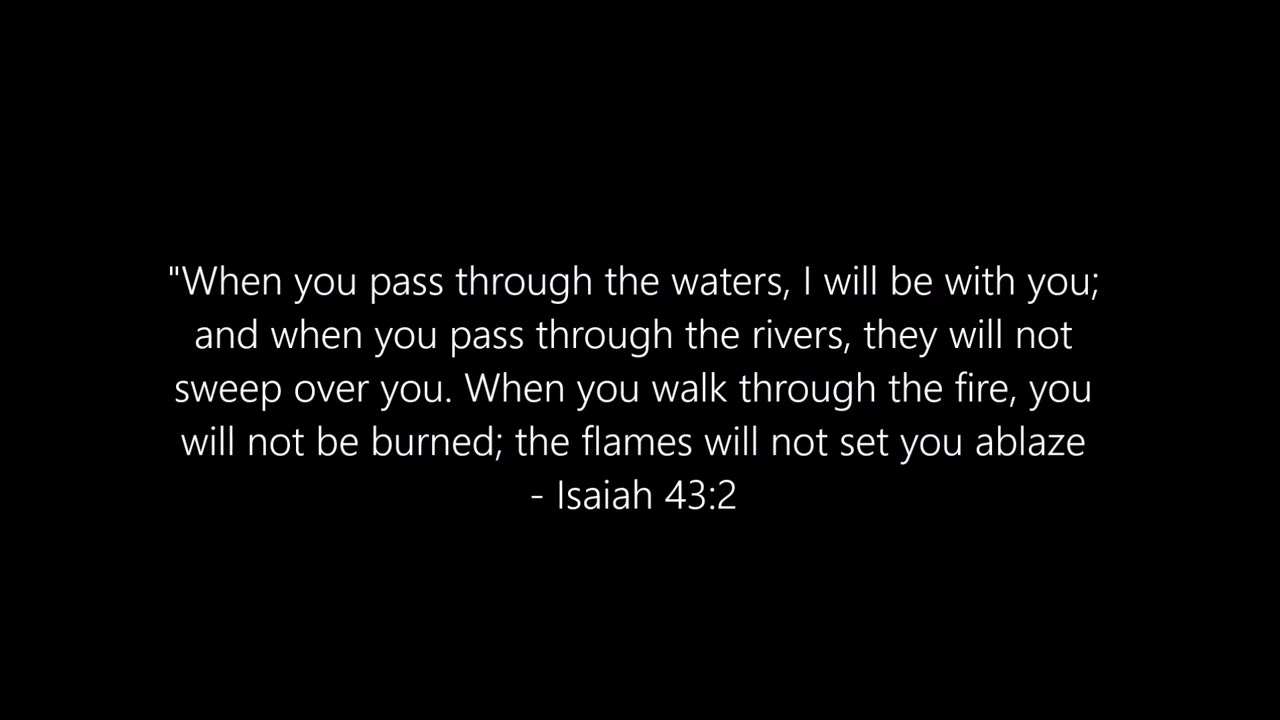 "When you pass through the waters, I will be with you;
and when you pass through the rivers, they will not
sweep over you. When you walk through the fire, you
will not be burned; the flames will not set you ablaze
- Isaiah 43:2